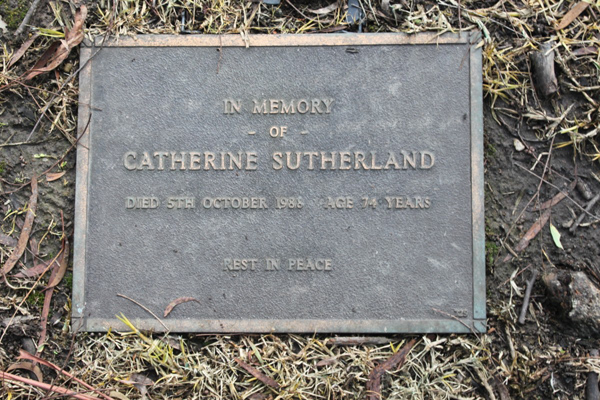 IN MEMORY
- OF -
CATHERINE SUTHERLAND
DIED 5TH OCTOBER 1988 AGE 74 YEARS
REST IN PEACE